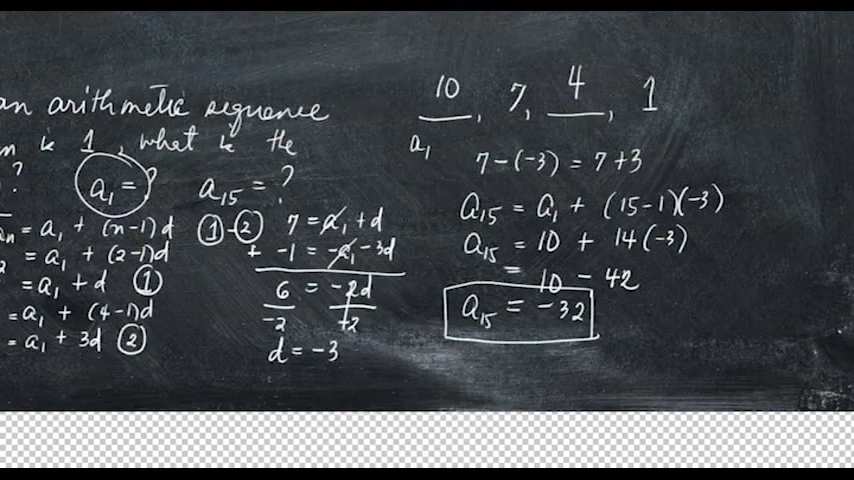 an arithmetic sequence
m is 1, what is the
? a₁ = ? a₁₅ = ?
aₙ = a₁ + (n-1)d
2 = a₁ + (2-1)d
= a₁ + d ①
= a₁ + (4-1)d
= a₁ + 3d ②
①-② 7 = a₁ + d
+ -1 = -a₁ - 3d
6 = -2d
-2 -2
d = -3
10, 7, 4, 1
a₁
7-(-3) = 7+3
a₁₅ = a₁ + (15-1)(-3)
a₁₅ = 10 + 14(-3)
= 10 - 42
a₁₅ = -32